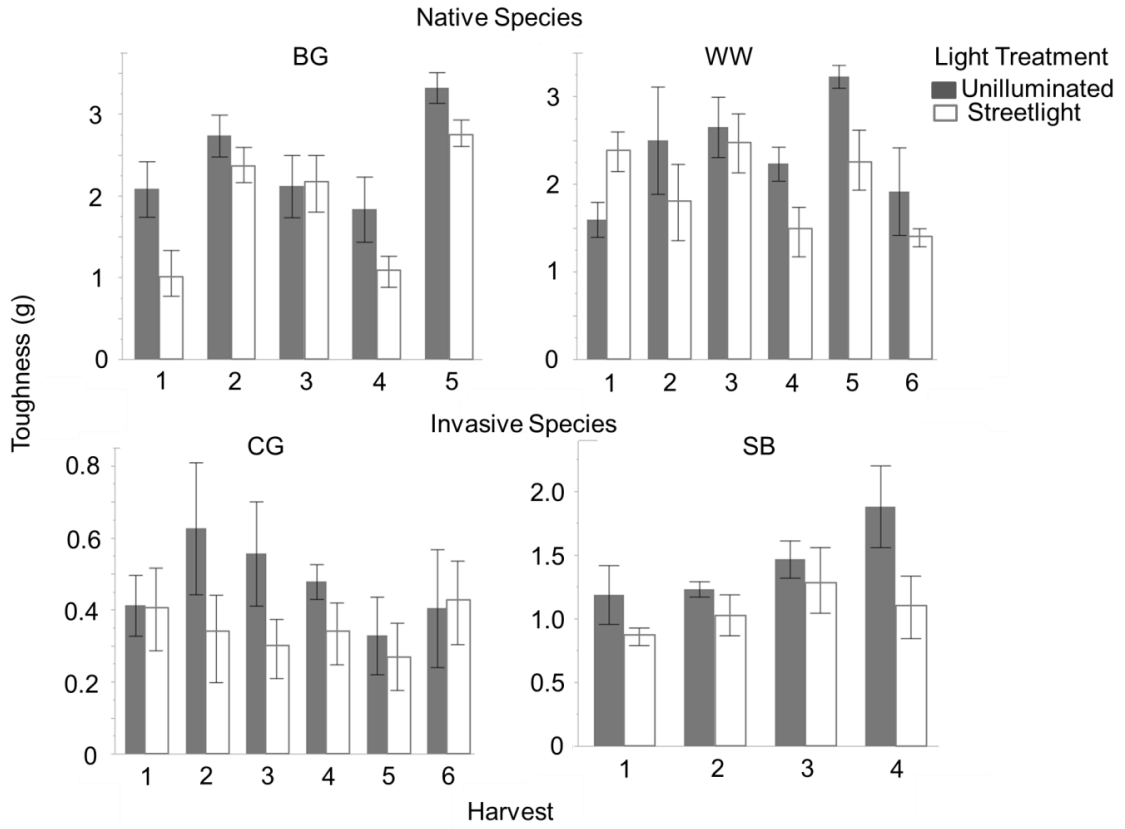 Native Species
BG
WW
Light Treatment
Unilluminated
Streetlight
3
2
1
0
1 2 3 4 5
3
2
1
0
1 2 3 4 5 6
Toughness (g)
Invasive Species
CG
SB
0.8
0.6
0.4
0.2
0
1 2 3 4 5 6
2.0
1.5
1.0
0.5
0
1 2 3 4
Harvest